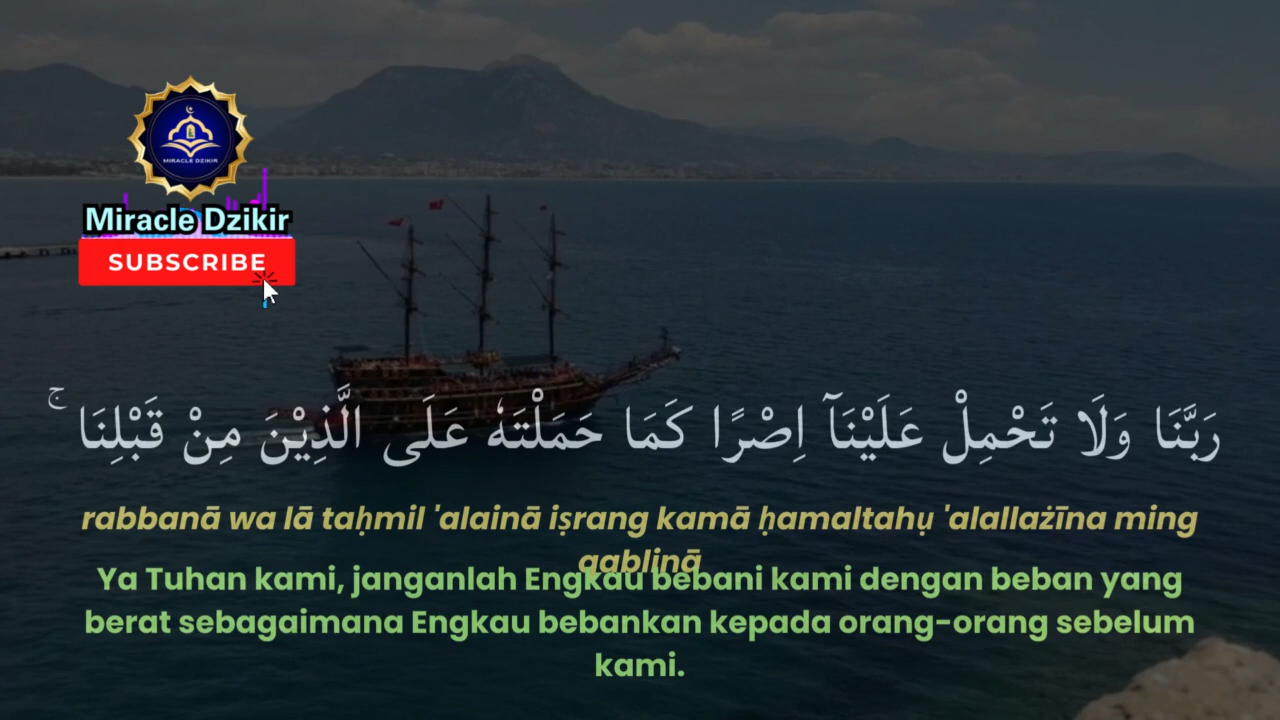 MIRACLE DZIKIR
Miracle Dzikir
SUBSCRIBE
رَبَّنَا وَلَا تَحْمِلْ عَلَيْنَآ اِصْرًا كَمَا حَمَلْتَهٗ عَلَى الَّذِيْنَ مِنْ قَبْلِنَا ۚ
rabbanā wa lā taḥmil 'alainā iṣrang kamā ḥamaltahụ 'alallażīna ming
qablinā
Ya Tuhan kami, janganlah Engkau bebani kami dengan beban yang
berat sebagaimana Engkau bebankan kepada orang-orang sebelum
kami.